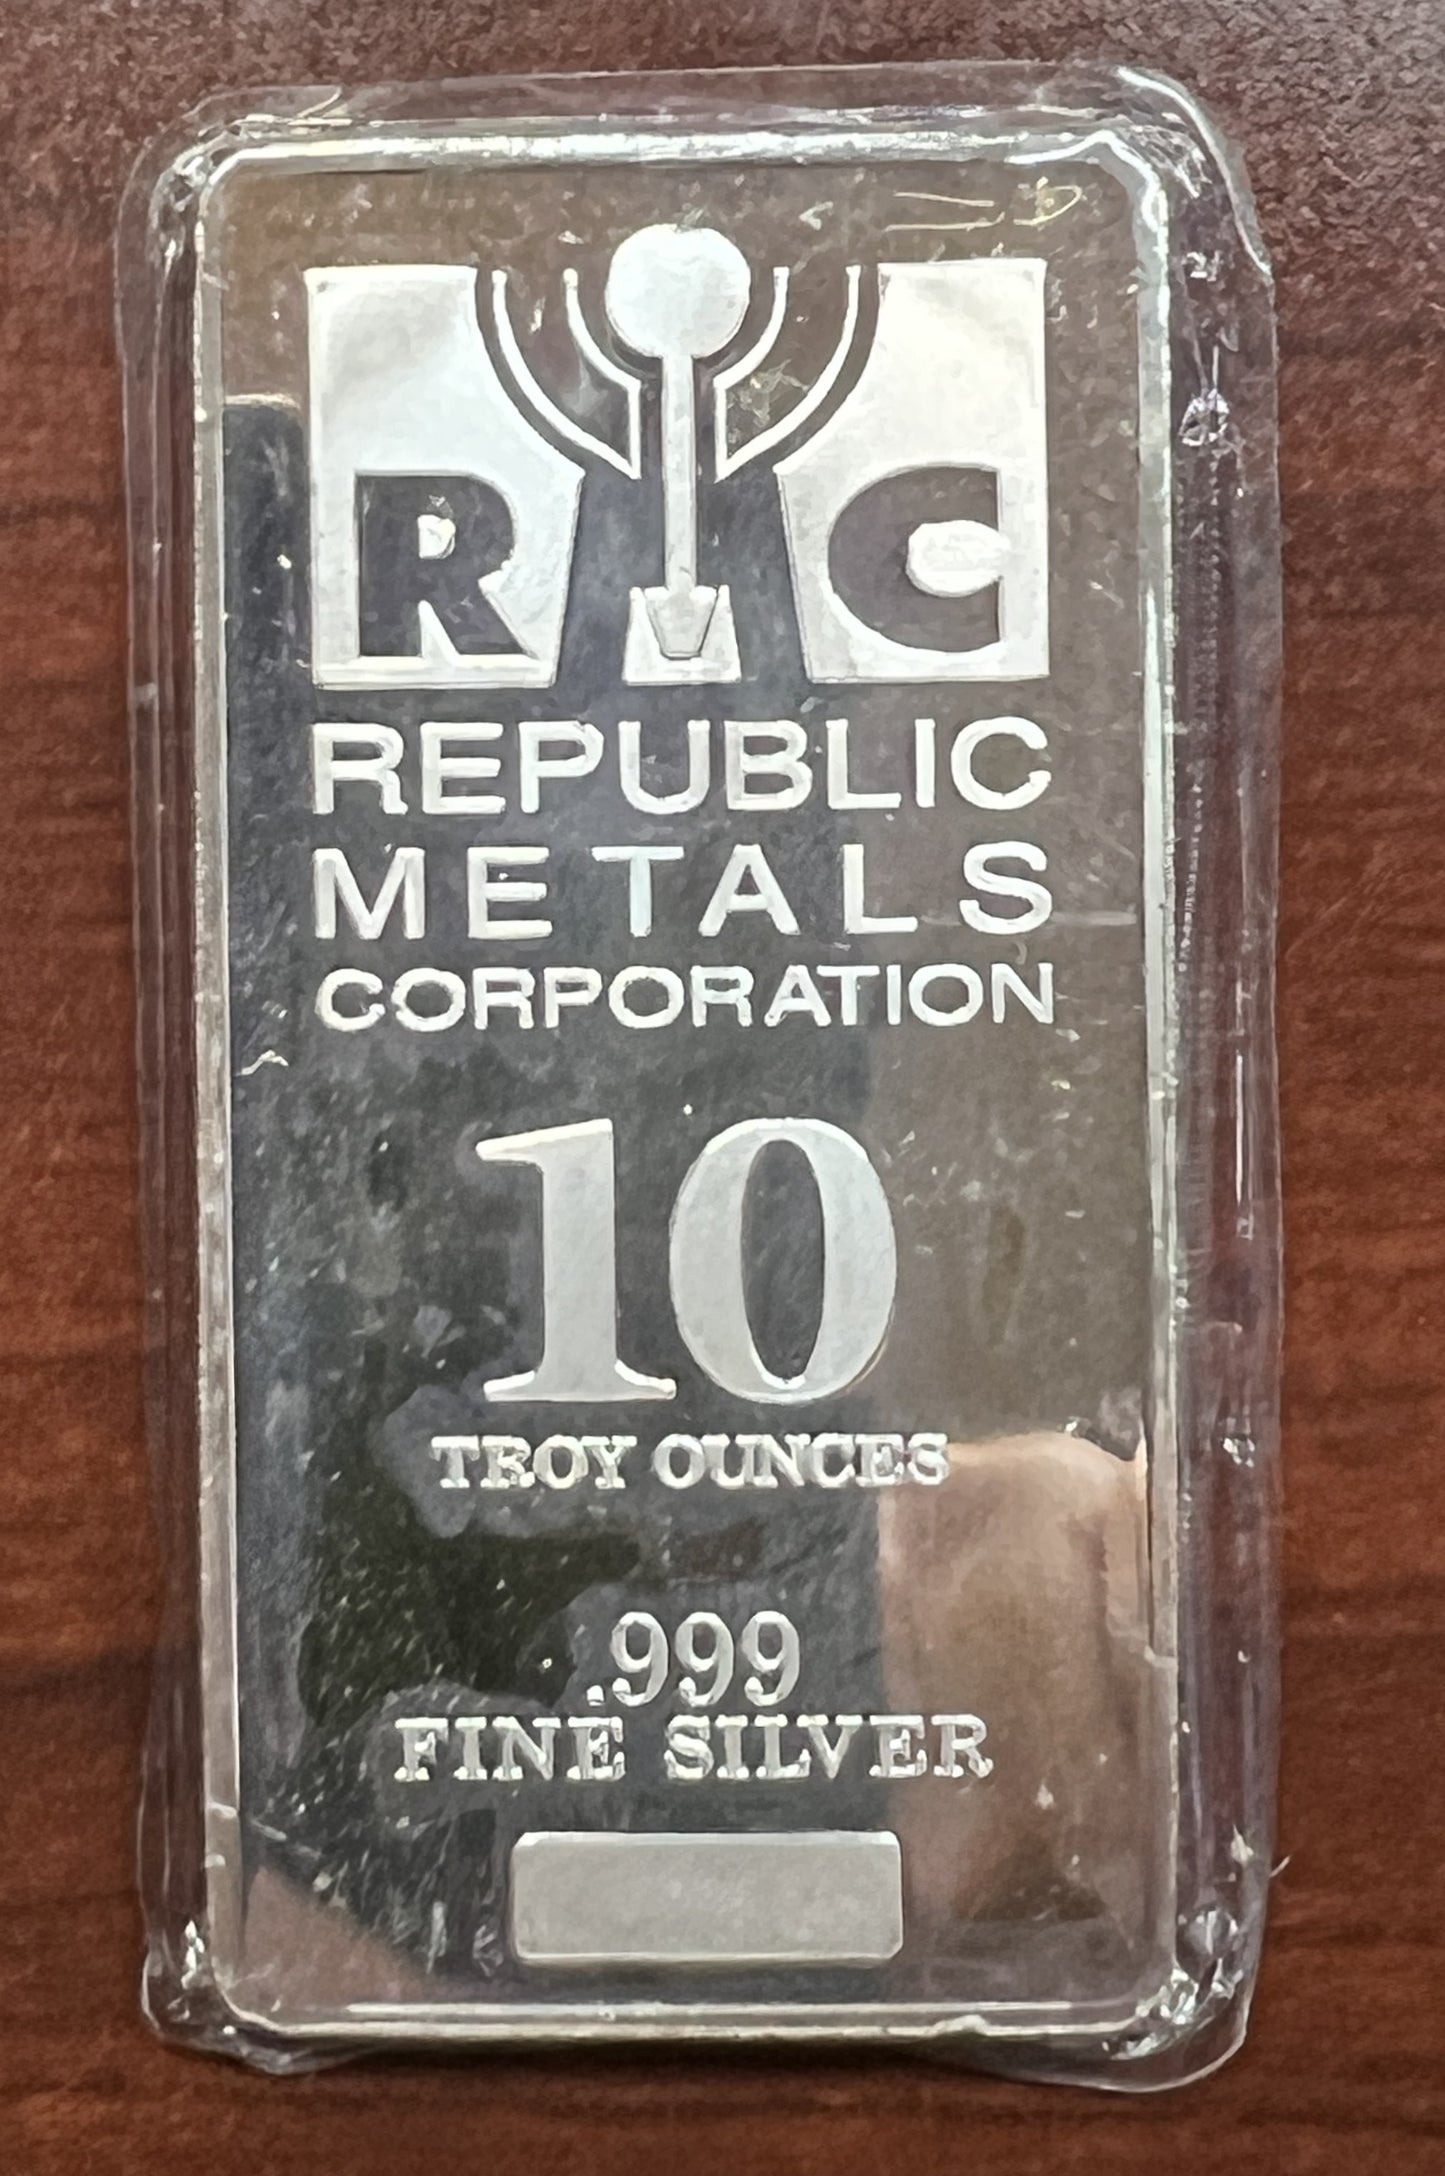 RMC
REPUBLIC
METALS
CORPORATION
10
TROY OUNCES
.999
FINE SILVER